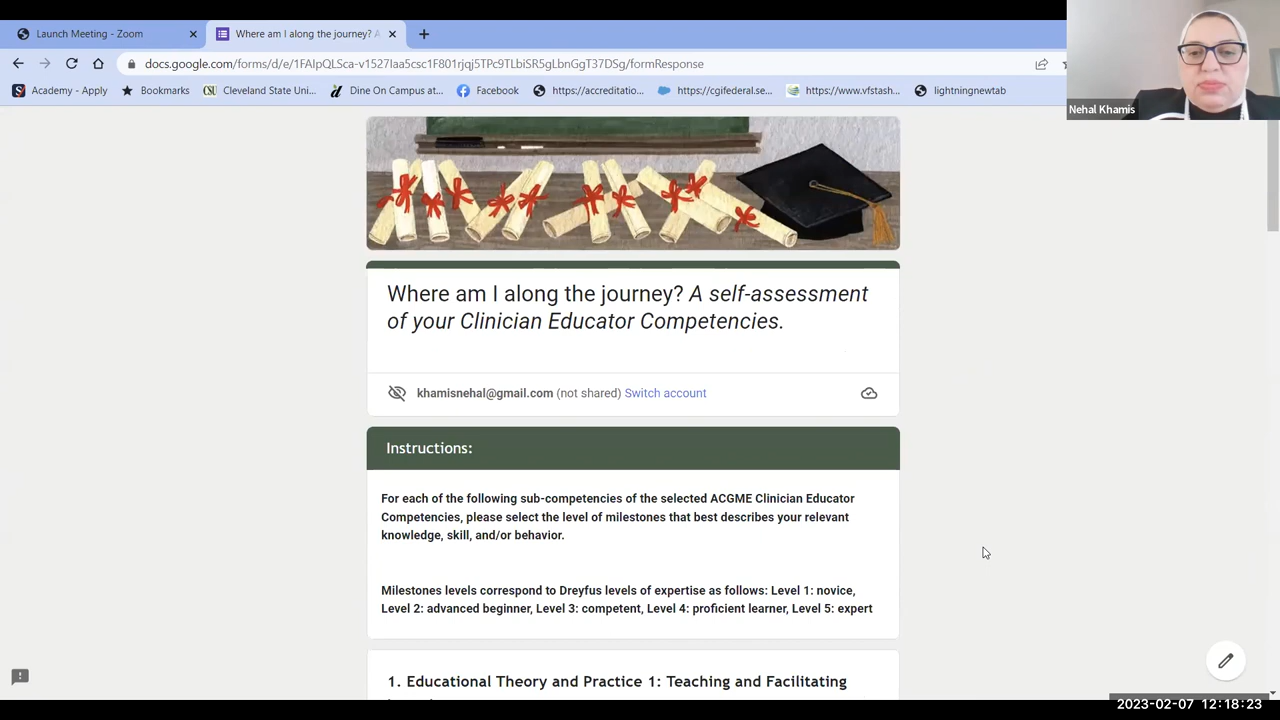 Launch Meeting - Zoom
Where am I along the journey? A
docs.google.com/forms/d/e/1FAIpQLSca-v1527Iaa5csc1F801rjqj5TPc9TLbiSR5gLbnGgT37DSg/formResponse
Academy - Apply Bookmarks Cleveland State Uni... Dine On Campus at... Facebook https://accreditatio... https://cgifederal.se... https://www.vfstash... lightningnewtab
Nehal Khamis
Where am I along the journey? A self-assessment
of your Clinician Educator Competencies.
khamisnehal@gmail.com (not shared) Switch account
Instructions:
For each of the following sub-competencies of the selected ACGME Clinician Educator
Competencies, please select the level of milestones that best describes your relevant
knowledge, skill, and/or behavior.
Milestones levels correspond to Dreyfus levels of expertise as follows: Level 1: novice,
Level 2: advanced beginner, Level 3: competent, Level 4: proficient learner, Level 5: expert
1. Educational Theory and Practice 1: Teaching and Facilitating
2023-02-07 12:18:23